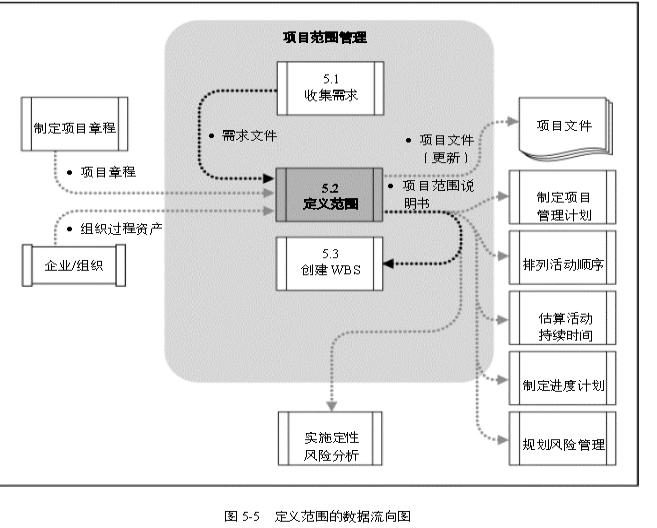 项目范围管理
5.1
收集需求
制定项目章程
• 需求文件
• 项目文件
（更新）
项目文件
• 项目章程
5.2
定义范围
• 项目范围说
明书
制定项目
管理计划
• 组织过程资产
企业/组织
5.3
创建 WBS
排列活动顺序
估算活动
持续时间
制定进度计划
实施定性
风险分析
规划风险管理
图 5-5 定义范围的数据流向图